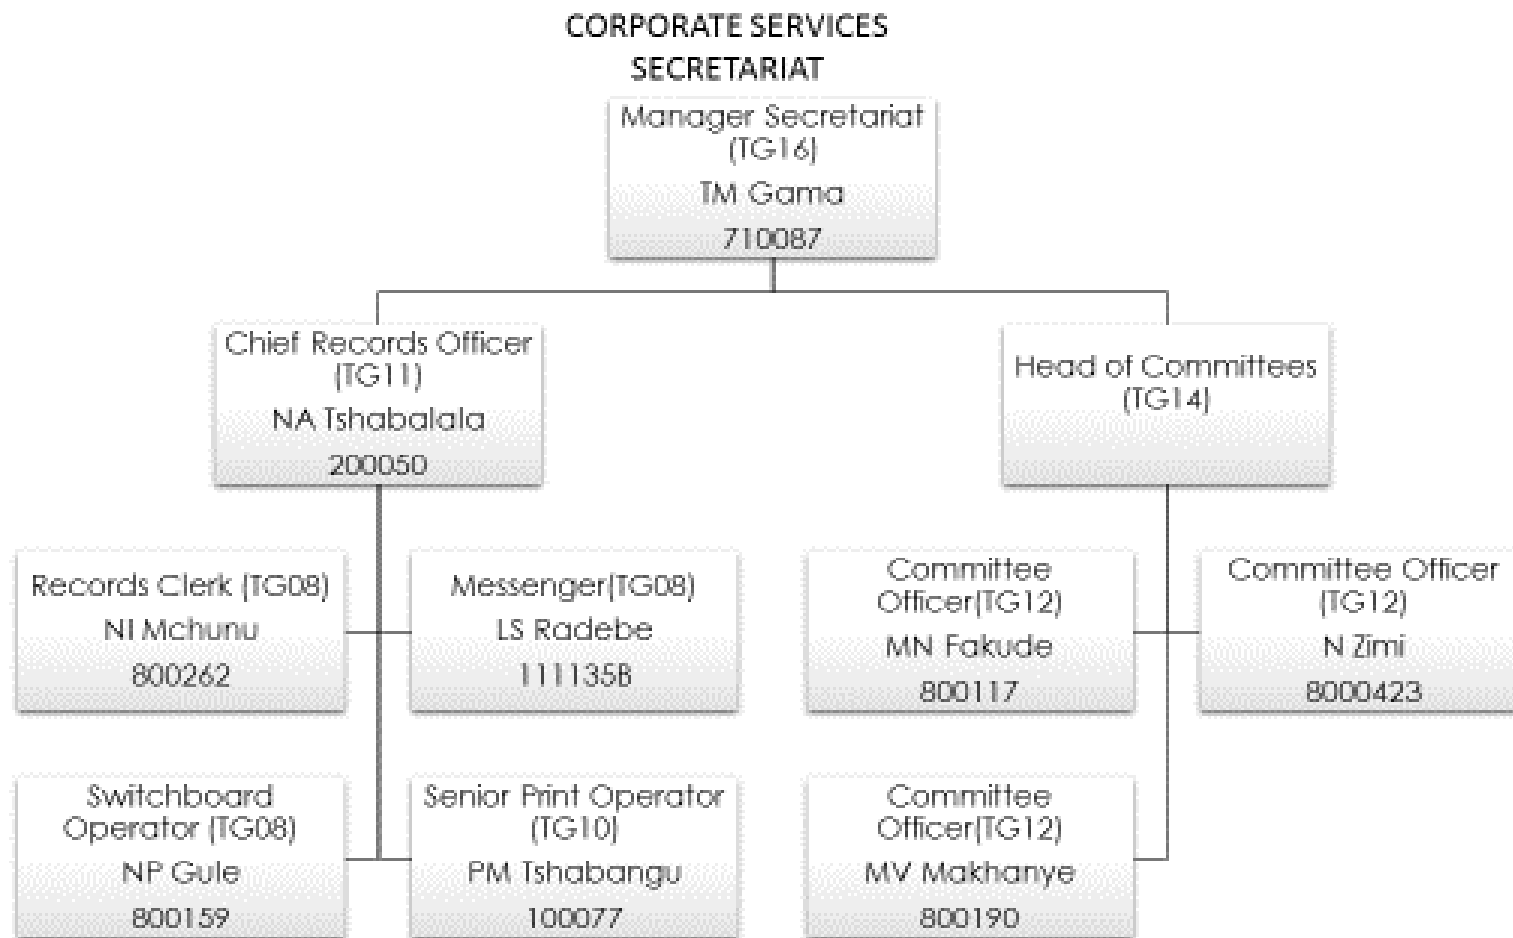 CORPORATE SERVICES
SECRETARIAT
Manager Secretariat
(TG16)
TM Gama
710087
Chief Records Officer
(TG11)
NA Tshabalala
200050
Head of Committees
(TG14)
Records Clerk (TG08)
NI Mchunu
800262
Messenger(TG08)
LS Radebe
111135B
Committee
Officer(TG12)
MN Fakude
800117
Committee Officer
(TG12)
N Zimi
8000423
Switchboard
Operator (TG08)
NP Gule
800159
Senior Print Operator
(TG10)
PM Tshabangu
100077
Committee
Officer(TG12)
MV Makhanye
800190